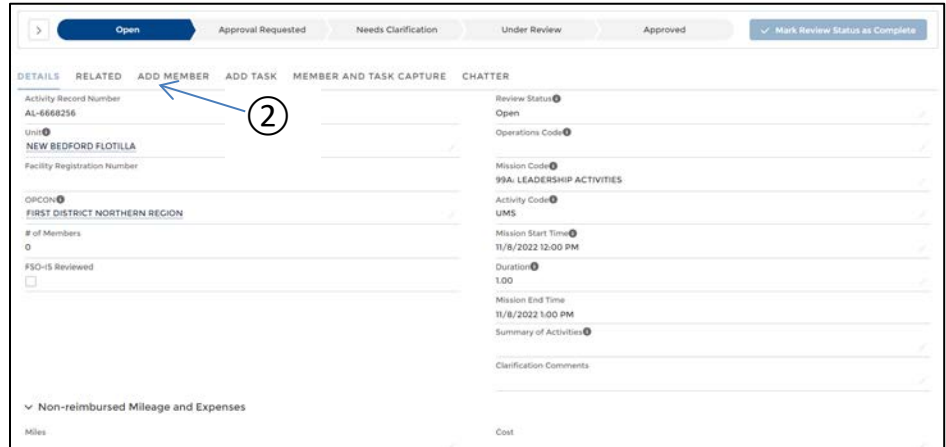 Open Approval Requested Needs Clarification Under Review Approved ✓ Mark Review Status as Complete
DETAILS RELATED ADD MEMBER ADD TASK MEMBER AND TASK CAPTURE CHATTER
②
Activity Record Number
AL-6668256
Unit
NEW BEDFORD FLOTILLA
Facility Registration Number
OPCON
FIRST DISTRICT NORTHERN REGION
# of Members
0
FSO-IS Reviewed
Review Status
Open
Operations Code
Mission Code
99A: LEADERSHIP ACTIVITIES
Activity Code
UMS
Mission Start Time
11/8/2022 12:00 PM
Duration
1.00
Mission End Time
11/8/2022 1:00 PM
Summary of Activities
Clarification Comments
Non-reimbursed Mileage and Expenses
Miles
Cost